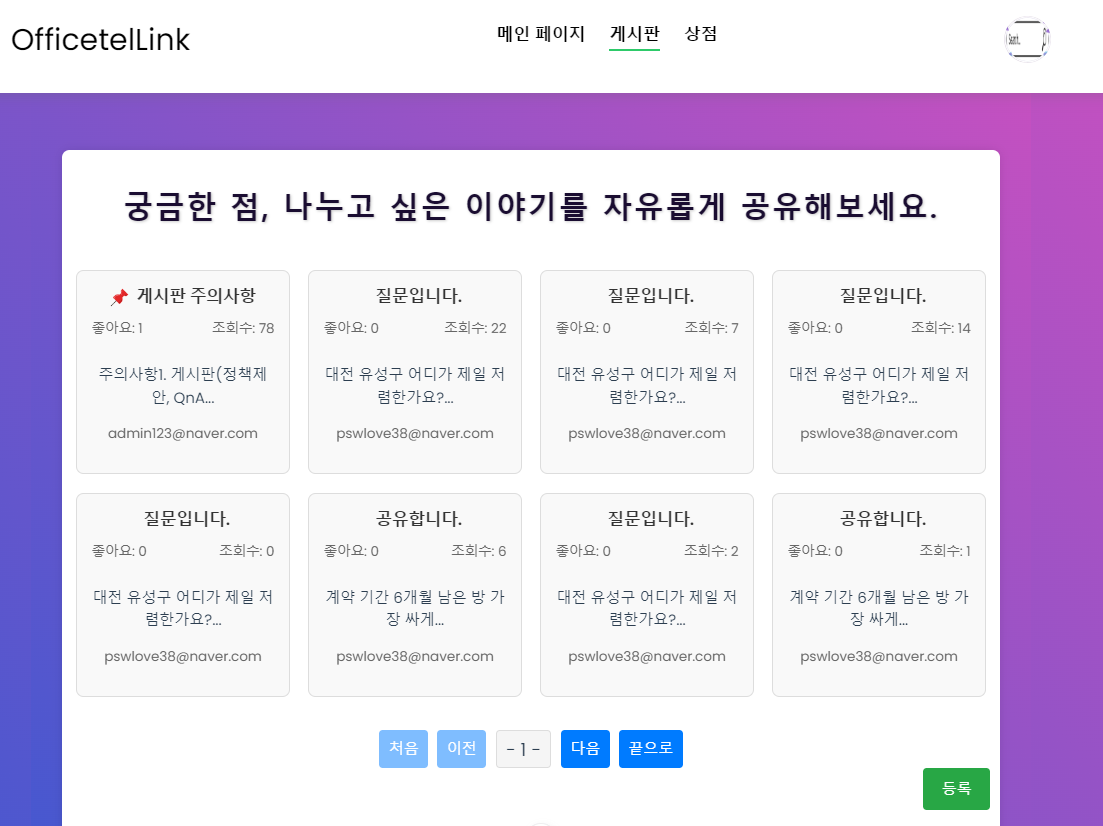 OfficetelLink
메인 페이지 게시판 상점
Search..
궁금한 점, 나누고 싶은 이야기를 자유롭게 공유해보세요.
📌 게시판 주의사항
좋아요: 1 조회수: 78
주의사항1. 게시판(정책제
안, QnA...
admin123@naver.com
질문입니다.
좋아요: 0 조회수: 22
대전 유성구 어디가 제일 저
렴한가요?...
pswlove38@naver.com
질문입니다.
좋아요: 0 조회수: 7
대전 유성구 어디가 제일 저
렴한가요?...
pswlove38@naver.com
질문입니다.
좋아요: 0 조회수: 14
대전 유성구 어디가 제일 저
렴한가요?...
pswlove38@naver.com
질문입니다.
좋아요: 0 조회수: 0
대전 유성구 어디가 제일 저
렴한가요?...
pswlove38@naver.com
공유합니다.
좋아요: 0 조회수: 6
계약 기간 6개월 남은 방 가
장 싸게...
pswlove38@naver.com
질문입니다.
좋아요: 0 조회수: 2
대전 유성구 어디가 제일 저
렴한가요?...
pswlove38@naver.com
공유합니다.
좋아요: 0 조회수: 1
계약 기간 6개월 남은 방 가
장 싸게...
pswlove38@naver.com
처음 이전 - 1 - 다음 끝으로
등록